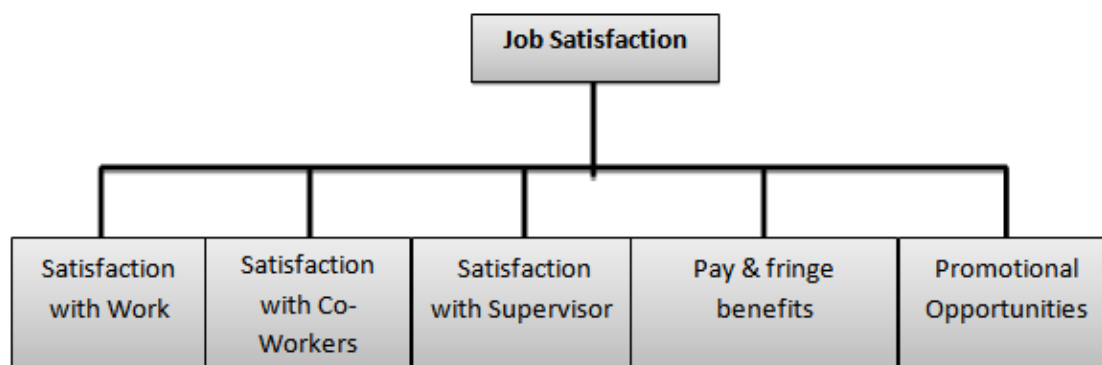 Job Satisfaction
Satisfaction
with Work
Satisfaction
with Co-
Workers
Satisfaction
with Supervisor
Pay & fringe
benefits
Promotional
Opportunities